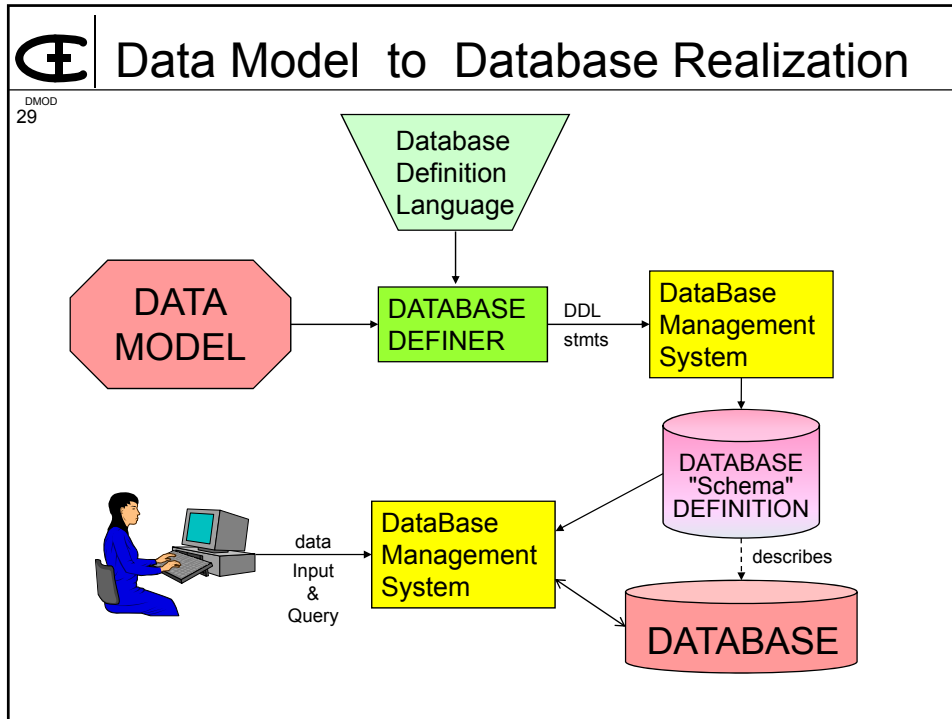 Data Model to Database Realization
DMOD
29
Database
Definition
Language
DATA
MODEL
DATABASE
DEFINER
DDL
stmts
DataBase
Management
System
DATABASE
"Schema"
DEFINITION
describes
DATABASE
data
Input
&
Query
DataBase
Management
System